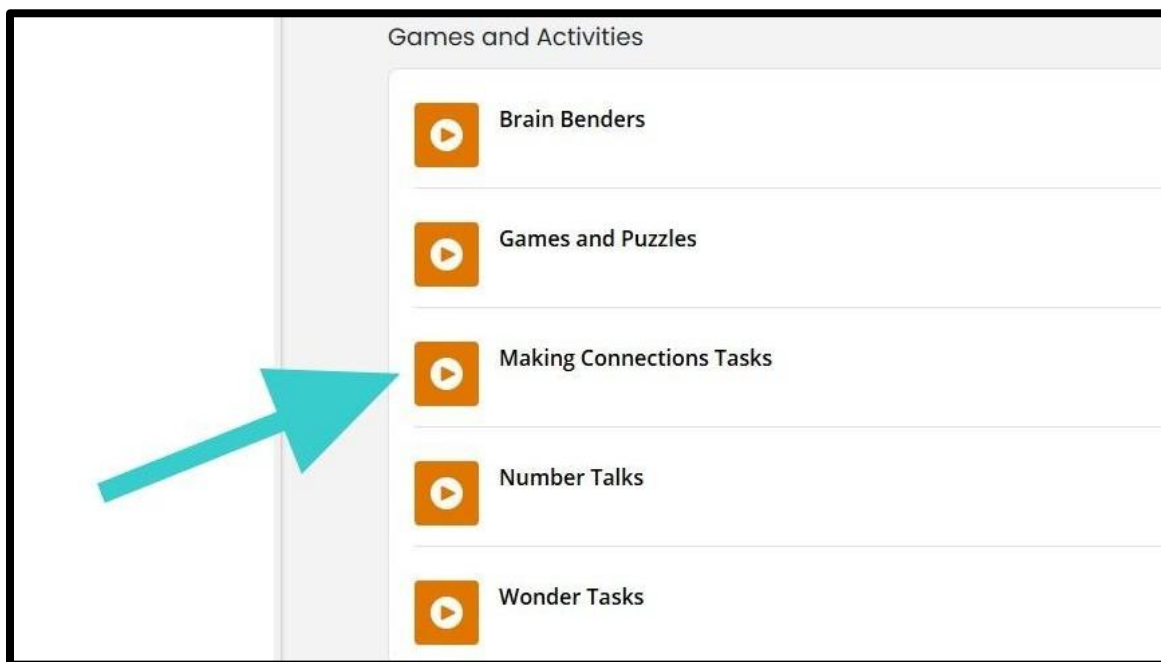 Games and Activities
Brain Benders
Games and Puzzles
Making Connections Tasks
Number Talks
Wonder Tasks